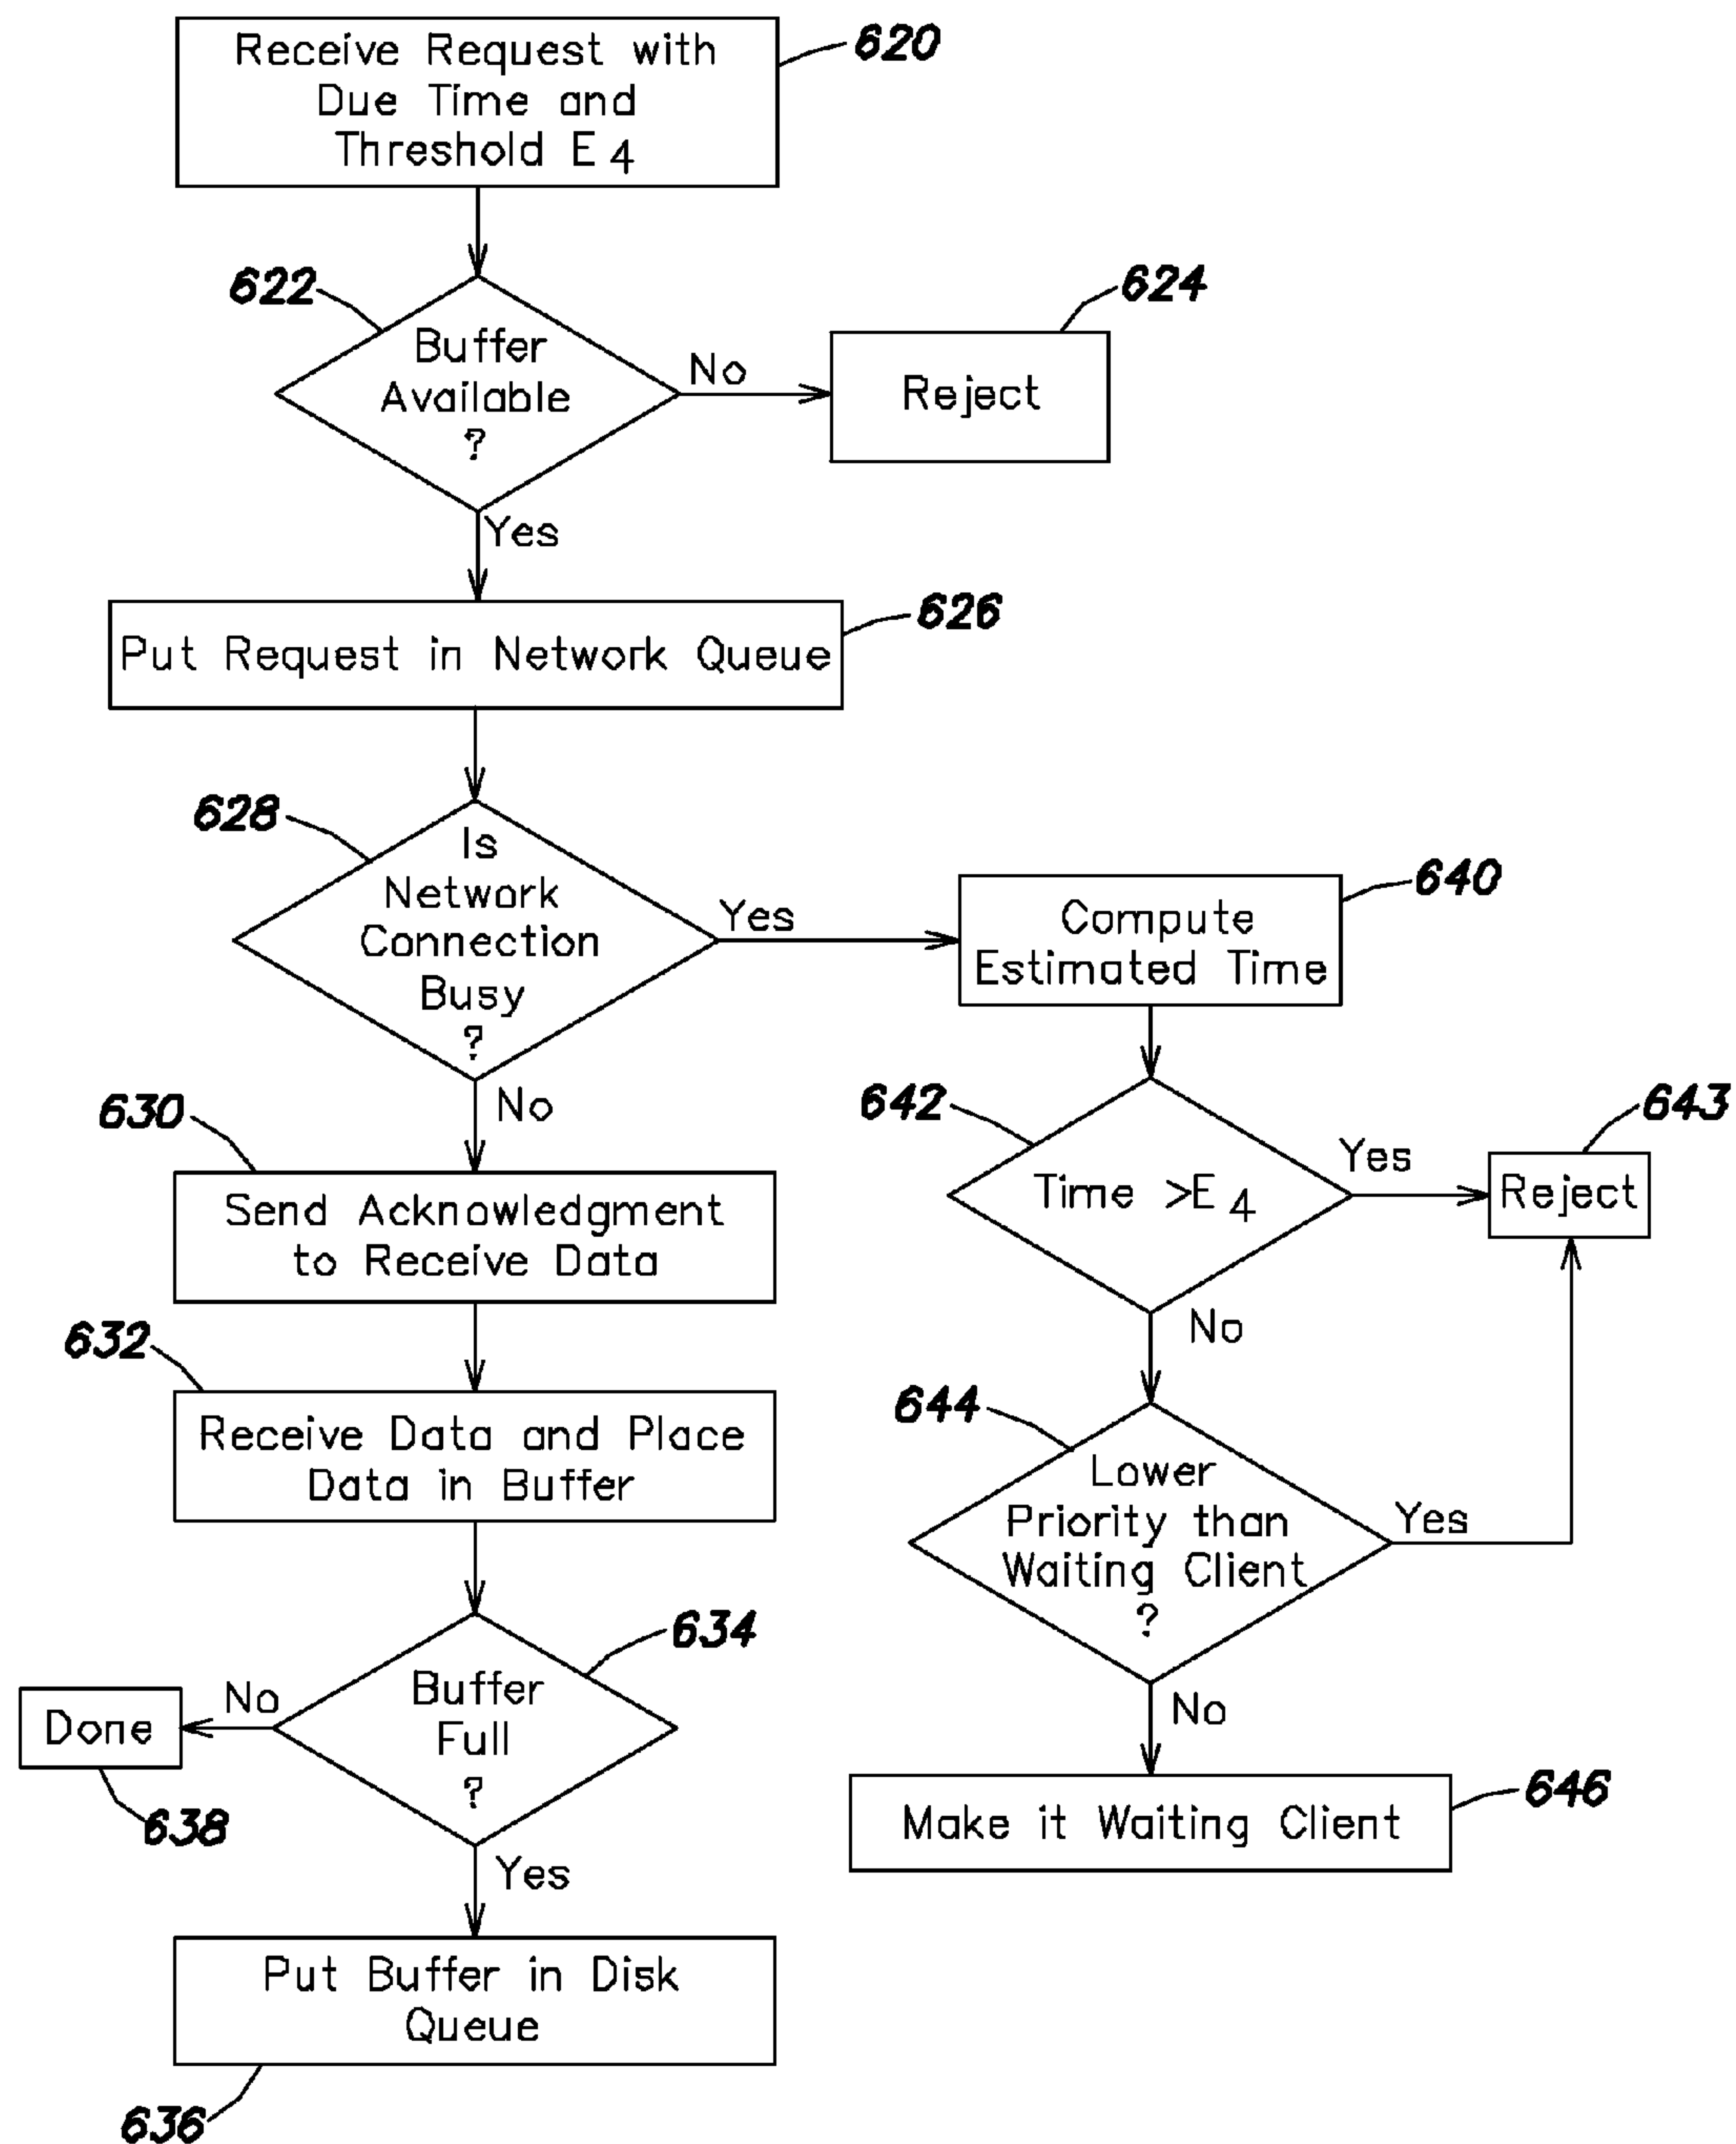 Receive Request with
Due Time and
Threshold E4
620
622
Buffer
Available
?
No
624
Reject
Yes
626
Put Request in Network Queue
628
Is
Network
Connection
Busy
?
Yes
640
Compute
Estimated Time
No
630
Send Acknowledgment
to Receive Data
642
Time >E4
Yes
643
Reject
No
632
Receive Data and Place
Data in Buffer
644
Lower
Priority than
Waiting Client
?
Yes
634
Buffer
Full
?
No
Done
638
No
646
Make it Waiting Client
Yes
Put Buffer in Disk
Queue
636